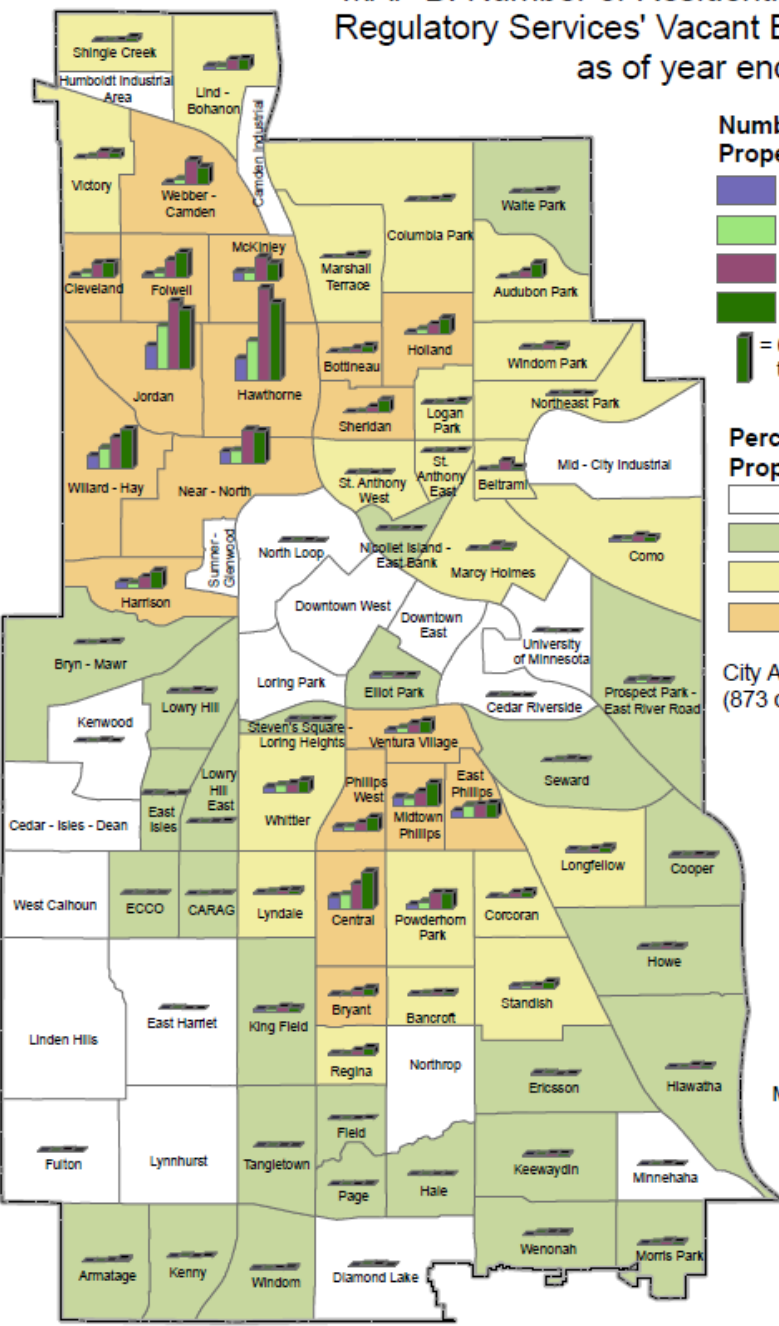 Regulatory Services' Vacant
as of year
Shingle Creek
Humboldt Industrial
Area
Lind -
Bohanon
Camden Industrial
Victory
Webber -
Camden
Columbia Park
Waite Park
Marshall
Terrace
Audubon Park
Cleveland
Folwell
McKinley
Bottineau
Holland
Windom Park
Jordan
Hawthorne
Sheridan
Logan
Park
Northeast Park
Willard - Hay
Near - North
St. Anthony
West
St.
Anthony
East
Beltrami
Mid - City Industrial
Sumner -
Glenwood
North Loop
Nicollet Island -
East Bank
Marcy Holmes
Como
Harrison
Downtown West
Downtown
East
University
of Minnesota
Bryn - Mawr
Lowry Hill
Loring Park
Elliot Park
Cedar Riverside
Prospect Park -
East River Road
Kenwood
Steven's Square -
Loring Heights
Ventura Village
Seward
Cedar - Isles - Dean
East
Isles
Lowry
Hill
East
Whittier
Phillips
West
Midtown
Phillips
East
Phillips
Longfellow
Cooper
West Calhoun
ECCO
CARAG
Lyndale
Central
Powderhorn
Park
Corcoran
Howe
Linden Hills
East Harriet
King Field
Bryant
Bancroft
Standish
Regina
Northrop
Ericsson
Hiawatha
Fulton
Lynnhurst
Tangletown
Field
Page
Hale
Keewaydin
Minnehaha
Armatage
Kenny
Windom
Diamond Lake
Wenonah
Morris Park
Numb
Prope
=
Perc
Prop
City A
(873